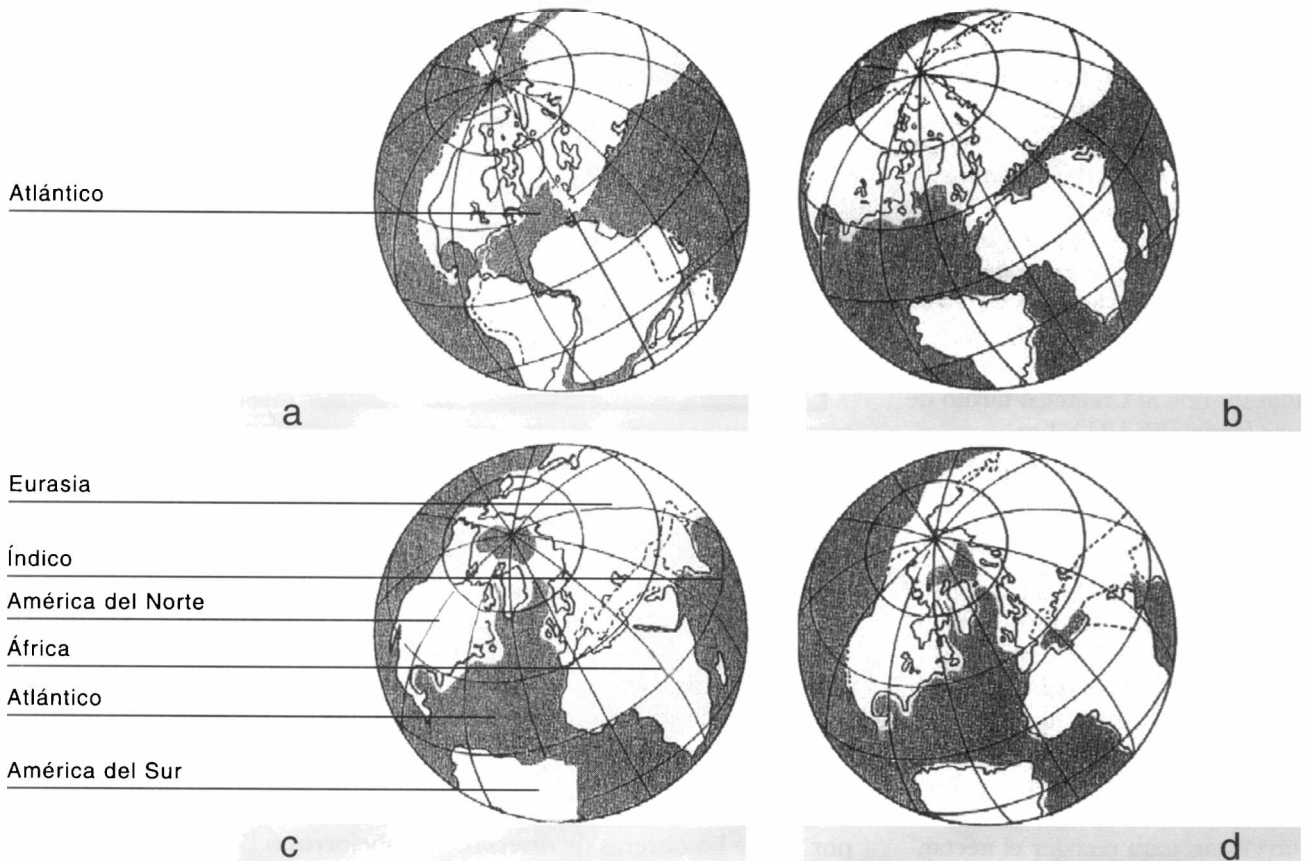 Atlántico
a
b
Eurasia
Índico
América del Norte
África
Atlántico
América del Sur
c
d